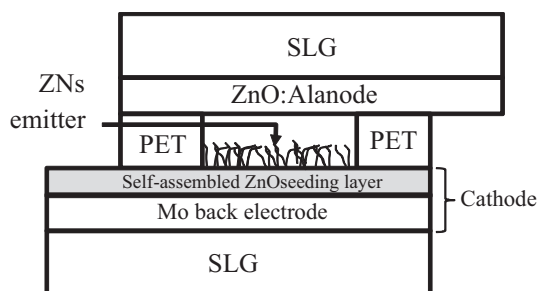 SLG
ZNs
emitter
ZnO:Alanode
PET
PET
Self-assembled ZnOseeding layer
Mo back electrode
Cathode
SLG